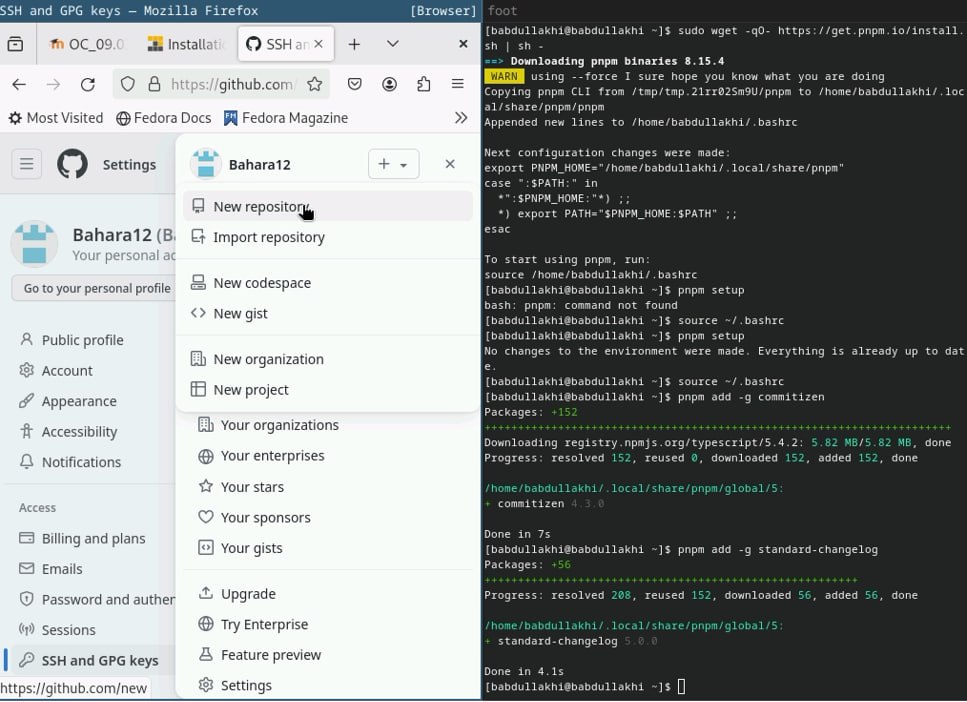 SSH and GPG keys — Mozilla Firefox
[Browser]
OC_09.0
Installati
SSH an
https://github.com/
Most Visited
Fedora Docs
Fedora Magazine
Settings
Bahara12 (Ba
Your personal ac
Go to your personal profile
Public profile
Account
Appearance
Accessibility
Notifications
Access
Billing and plans
Emails
Password and authen
Sessions
SSH and GPG keys
https://github.com/new
Bahara12
New repository
Import repository
New codespace
New gist
New organization
New project
Your organizations
Your enterprises
Your stars
Your sponsors
Your gists
Upgrade
Try Enterprise
Feature preview
Settings
foot
[babdullakhi@babdullakhi ~]$ sudo wget -qO- https://get.pnpm.io/install.
sh | sh -
==> Downloading pnpm binaries 8.15.4
WARN using --force I sure hope you know what you are doing
Copying pnpm CLI from /tmp/tmp.21rr02Sm9U/pnpm to /home/babdullakhi/.loc
al/share/pnpm/pnpm
Appended new lines to /home/babdullakhi/.bashrc
Next configuration changes were made:
export PNPM_HOME="/home/babdullakhi/.local/share/pnpm"
case ":$PATH:" in
*":$PNPM_HOME:"*) ;;
*) export PATH="$PNPM_HOME:$PATH" ;;
esac
To start using pnpm, run:
source /home/babdullakhi/.bashrc
[babdullakhi@babdullakhi ~]$ pnpm setup
bash: pnpm: command not found
[babdullakhi@babdullakhi ~]$ source ~/.bashrc
[babdullakhi@babdullakhi ~]$ pnpm setup
No changes to the environment were made. Everything is already up to dat
e.
[babdullakhi@babdullakhi ~]$ source ~/.bashrc
[babdullakhi@babdullakhi ~]$ pnpm add -g commitizen
Packages: +152
++++++++++++++++++++++++++++++++++++++++++++++++++++++++++++++++++++++
Downloading registry.npmjs.org/typescript/5.4.2: 5.82 MB/5.82 MB, done
Progress: resolved 152, reused 0, downloaded 152, added 152, done
/home/babdullakhi/.local/share/pnpm/global/5:
+ commitizen 4.3.0
Done in 7s
[babdullakhi@babdullakhi ~]$ pnpm add -g standard-changelog
Packages: +56
++++++++++++++++++++++++++++++++++++++++++++++++++++++++
Progress: resolved 208, reused 152, downloaded 56, added 56, done
/home/babdullakhi/.local/share/pnpm/global/5:
+ standard-changelog 5.0.0
Done in 4.1s
[babdullakhi@babdullakhi ~]$